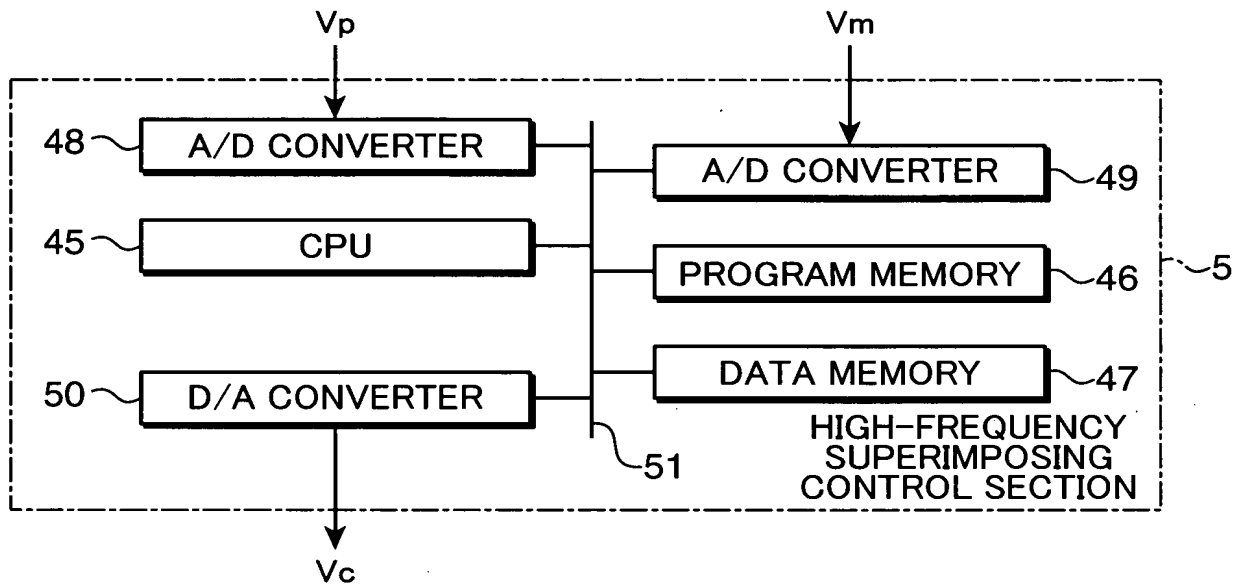 Vp
Vm
48
A/D CONVERTER
A/D CONVERTER
49
45
CPU
PROGRAM MEMORY
46
5
50
D/A CONVERTER
DATA MEMORY
47
HIGH-FREQUENCY
SUPERIMPOSING
CONTROL SECTION
51
Vc